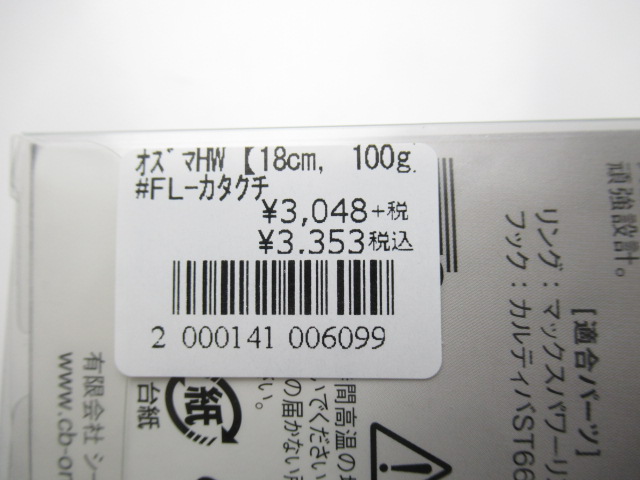 ｵｽﾞﾏHW 【18cm, 100g
#FL-カタクチ
¥3,048+税
¥3,353税込
2 000141 006099
頑強設計。
[適合パーツ]
リング：マックスパワーリ
フック：カルティバST66
間高温の
いでください
の届かない
い。
紙
台紙
有限会社 シー
www.cb-or